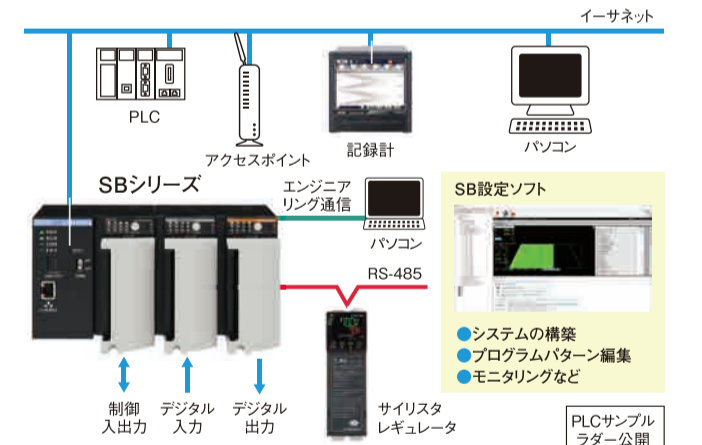 イーサネット
PLC
アクセスポイント
記録計
パソコン
SBシリーズ
エンジニア
リング通信
パソコン
RS-485
SB設定ソフト
●システムの構築
●プログラムパターン編集
●モニタリングなど
制御
入出力
デジタル
入力
デジタル
出力
サイリスタ
レギュレータ
PLCサンプル
ラダー公開